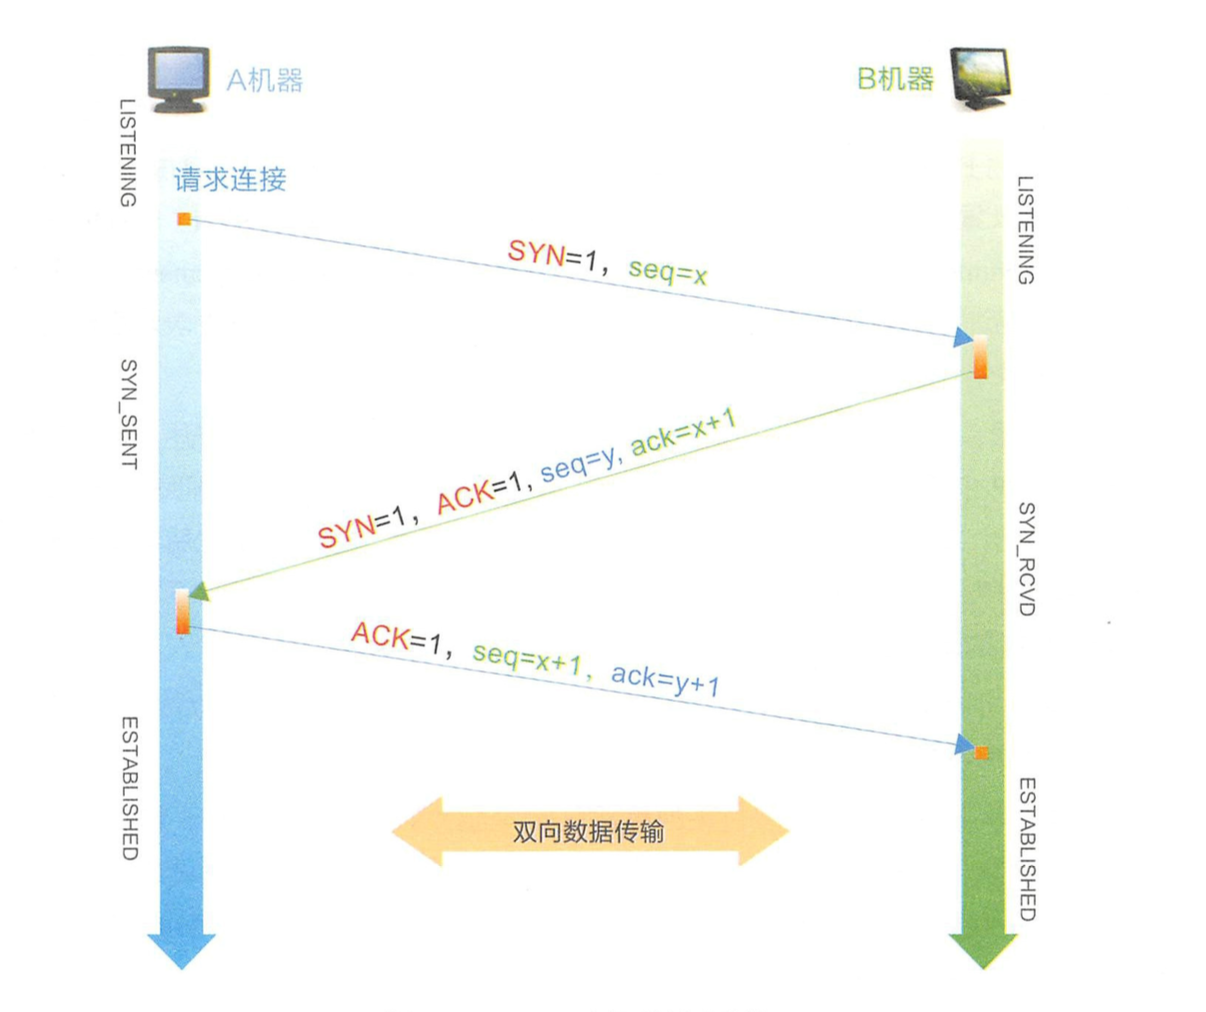 A机器
B机器
LISTENING
请求连接
LISTENING
SYN=1，seq=x
SYN_SENT
SYN=1，ACK=1, seq=y, ack=x+1
SYN_RCVD
ACK=1，seq=x+1，ack=y+1
ESTABLISHED
双向数据传输
ESTABLISHED